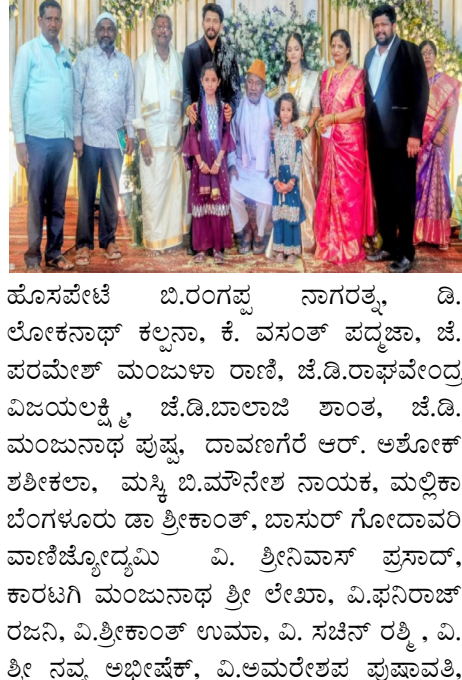 ಹೊಸಪೇಟೆ ಬಿ.ರಂಗಪ್ಪ ನಾಗರತ್ನ, ಡಿ.
ಲೋಕನಾಥ್ ಕಲ್ಪನಾ, ಕೆ. ವಸಂತ್ ಪದ್ಮಜಾ, ಜೆ.
ಪರಮೇಶ್ ಮಂಜುಳಾ ರಾಣಿ, ಜೆ.ಡಿ.ರಾಘವೇಂದ್ರ
ವಿಜಯಲಕ್ಷ್ಮಿ, ಜೆ.ಡಿ.ಬಾಲಾಜಿ ಶಾಂತ, ಜೆ.ಡಿ.
ಮಂಜುನಾಥ ಪುಷ್ಪ, ದಾವಣಗೆರೆ ಆರ್. ಅಶೋಕ್
ಶಶೀಕಲಾ, ಮಸ್ಕಿ ಬಿ.ಮೌನೇಶ ನಾಯಕ, ಮಲ್ಲಿಕಾ
ಬೆಂಗಳೂರು ಡಾ ಶ್ರೀಕಾಂತ್, ಬಾಸುರ್ ಗೋದಾವರಿ
ವಾಣಿಜ್ಯೋದ್ಯಮಿ ವಿ. ಶ್ರೀನಿವಾಸ್ ಪ್ರಸಾದ್,
ಕಾರಟಗಿ ಮಂಜುನಾಥ ಶ್ರೀ ಲೇಖಾ, ವಿ.ಫನಿರಾಜ್
ರಜನಿ, ವಿ.ಶ್ರೀಕಾಂತ್ ಉಮಾ, ವಿ. ಸಚಿನ್ ರಶ್ಮಿ , ವಿ.
ಶ್ರೀ ನವ್ಯ ಅಭೀಷೆಕ್, ವಿ.ಅಮರೇಶಪ ಪುಷಾವತಿ,